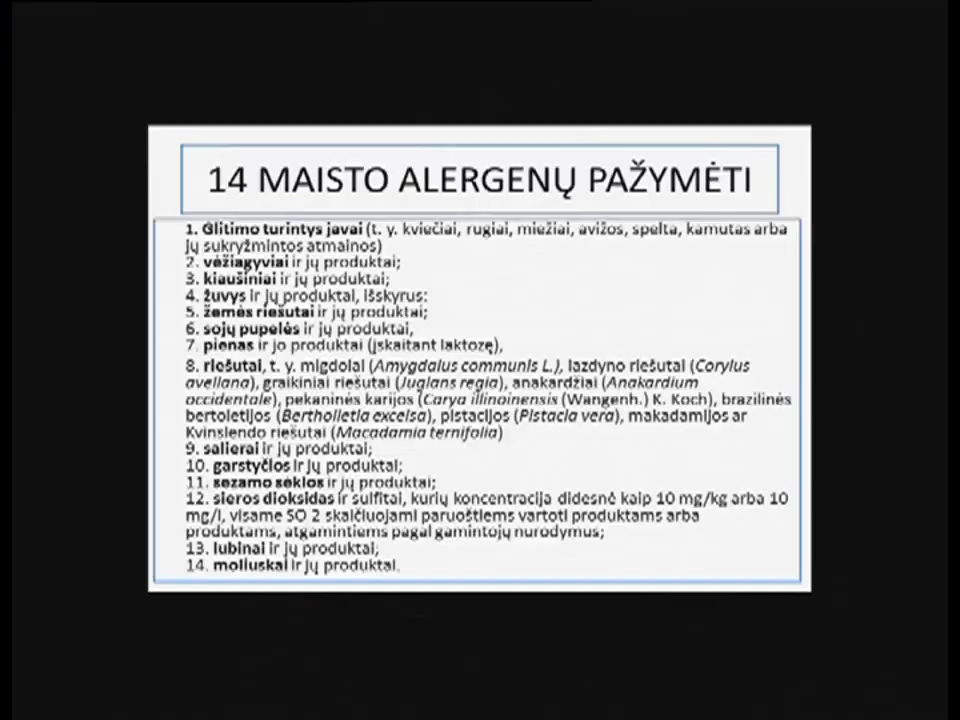 14 MAISTO ALERGENŲ PAŽYMĖTI
1. Glitimo turintys javai (t. y. kviečiai, rugiai, miežiai, avižos, spelta, kamutas arba
jų sukryžmintos atmainos)
2. vėžiagyviai ir jų produktai;
3. kiaušiniai ir jų produktai;
4. žuvys ir jų produktai, išskyrus:
5. žemės riešutai ir jų produktai;
6. sojų pupelės ir jų produktai,
7. pienas ir jo produktai (įskaitant laktozę),
8. riešutai, t. y. migdolai (Amygdalus communis L.), lazdyno riešutai (Corylus
avellana), graikiniai riešutai (Juglans regia), anakardžiai (Anakardium
occidentale), pekaninės karijos (Carya illinoinensis (Wangenh.) K. Koch), brazilinės
bertoletijos (Bertholletia excelsa), pistacijos (Pistacia vera), makadamijos ar
Kvinslendo riešutai (Macadamia ternifolia)
9. salierai ir jų produktai;
10. garstyčios ir jų produktai;
11. sezamo sėklos ir jų produktai;
12. sieros dioksidas ir sulfitai, kurių koncentracija didesnė kaip 10 mg/kg arba 10
mg/l, visame SO 2 skaičiuojami paruoštiems vartoti produktams arba
produktams, atgamintiems pagal gamintojų nurodymus;
13. lubinai ir jų produktai;
14. moliuskai ir jų produktai.